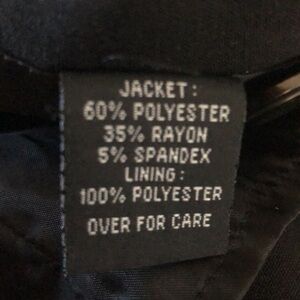 JACKET:
60% POLYESTER
35% RAYON
5% SPANDEX
LINING:
100% POLYESTER
OVER FOR CARE